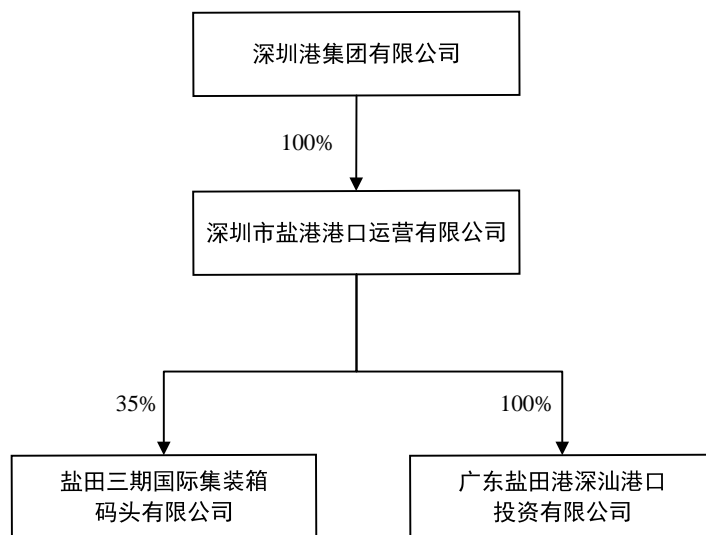 深圳港集团有限公司
100%
深圳市盐港港口运营有限公司
35%
100%
盐田三期国际集装箱
码头有限公司
广东盐田港深汕港口
投资有限公司